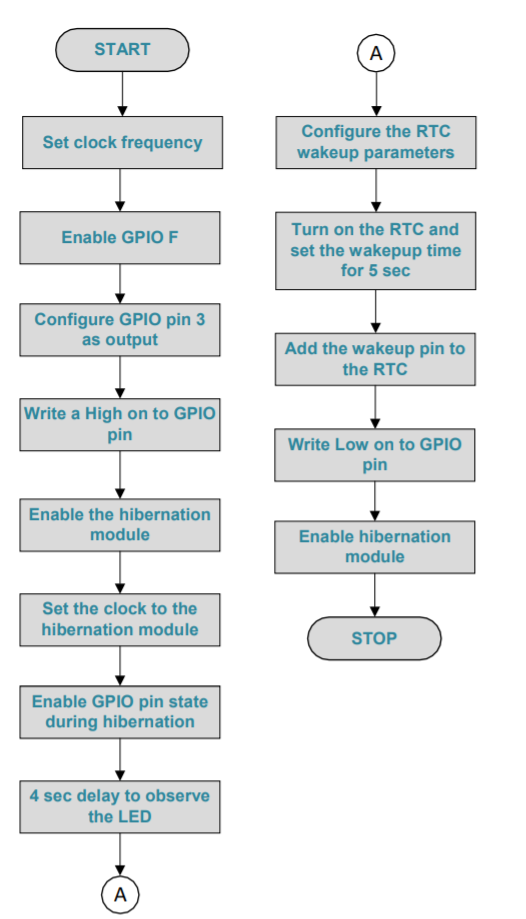 START
Set clock frequency
Enable GPIO F
Configure GPIO pin 3
as output
Write a High on to GPIO
pin
Enable the hibernation
module
Set the clock to the
hibernation module
Enable GPIO pin state
during hibernation
4 sec delay to observe
the LED
A
A
Configure the RTC
wakeup parameters
Turn on the RTC and
set the wakepup time
for 5 sec
Add the wakeup pin to
the RTC
Write Low on to GPIO
pin
Enable hibernation
module
STOP